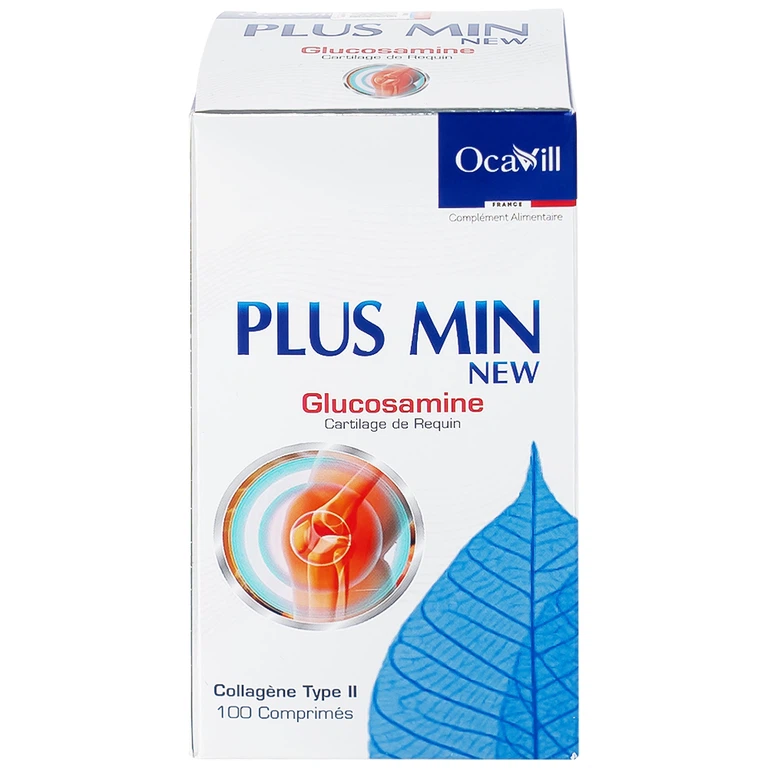 PLUS MIN
NEW
Glucosamine
Cartilage de Requin
Ocavill
FRANCE
Complément Alimentaire
PLUS MIN
NEW
Glucosamine
Cartilage de Requin
Collagène Type II
100 Comprimés